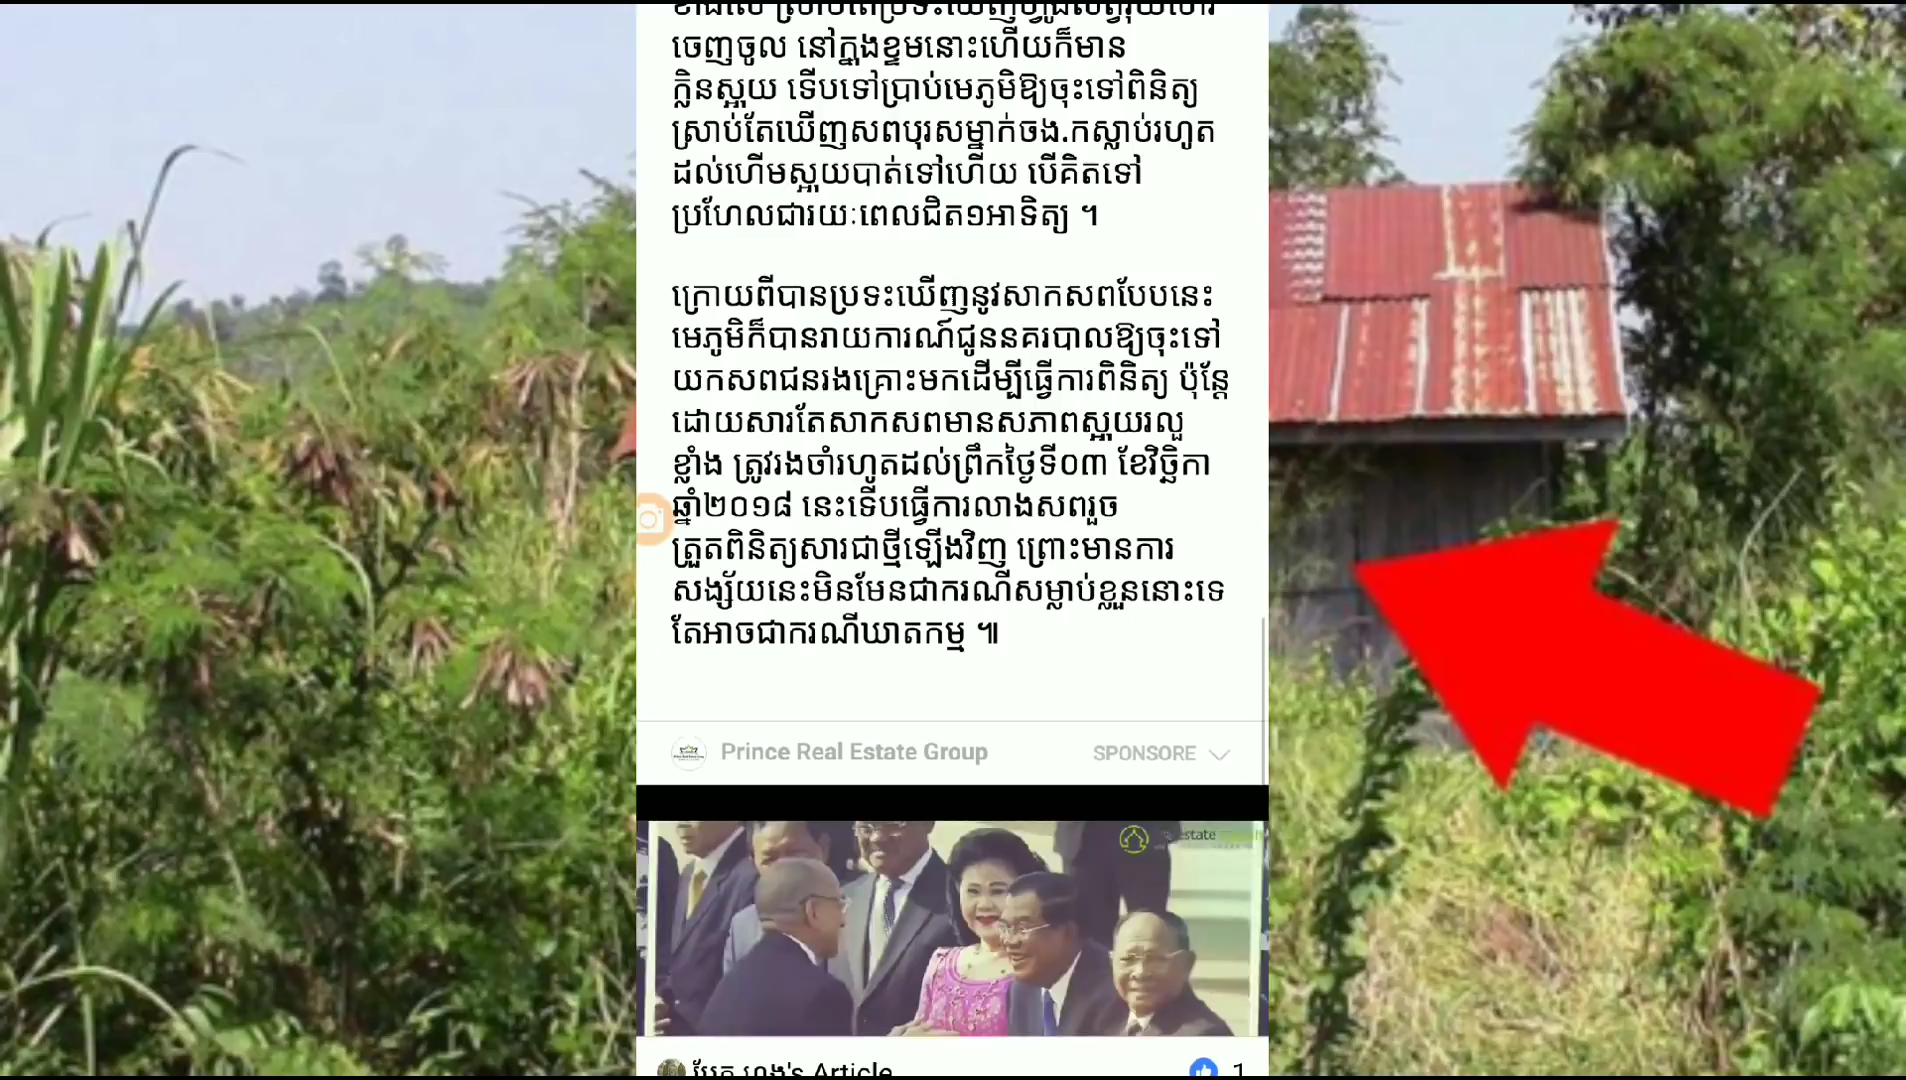 ចេញចូល នៅក្នុងខ្ទមនោះហើយក៏មាន
ក្លិនស្អុយ ទើបទៅប្រាប់មេភូមិឱ្យចុះទៅពិនិត្យ
ស្រាប់តែឃើញសពបុរសម្នាក់ចង.កស្លាប់រហូត
ដល់ហើមស្អុយបាត់ទៅហើយ បើគិតទៅ
ប្រហែលជារយៈពេលជិត១អាទិត្យ ។
ក្រោយពីបានប្រទះឃើញនូវសាកសពបែបនេះ
មេភូមិក៏បានរាយការណ៍ជូននគរបាលឱ្យចុះទៅ
យកសពជនរងគ្រោះមកដើម្បីធ្វើការពិនិត្យ ប៉ុន្តែ
ដោយសារតែសាកសពមានសភាពស្អុយរលួ
ខ្លាំង ត្រូវរងចាំរហូតដល់ព្រឹកថ្ងៃទី០៣ ខែវិច្ឆិកា
ឆ្នាំ២០១៨ នេះទើបធ្វើការលាងសពរួច
ត្រួតពិនិត្យសារជាថ្មីឡើងវិញ ព្រោះមានការ
សង្ស័យនេះមិនមែនជាករណីសម្លាប់ខ្លួននោះទេ
តែអាចជាករណីឃាតកម្ម ៕
Prince Real Estate Group SPONSORE
estate
's Article 1